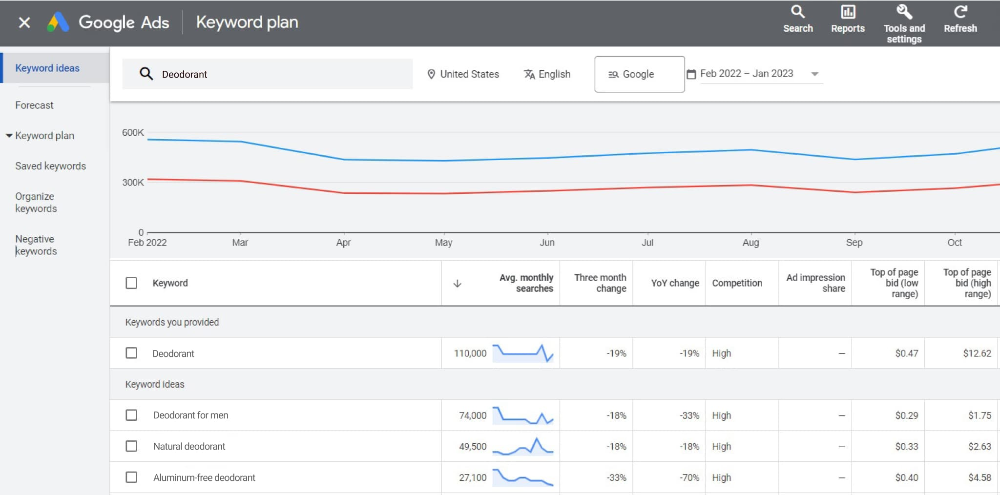 Google Ads
Keyword plan
Search
Reports
Tools and
settings
Refresh
Keyword ideas
Forecast
Keyword plan
Saved keywords
Organize
keywords
Negative
keywords
Deodorant
United States
English
Google
Feb 2022 – Jan 2023
600K
300K
0
Feb 2022 Mar Apr May Jun Jul Aug Sep Oct
Keyword
Avg. monthly
searches
Three month
change
YoY change
Competition
Ad impression
share
Top of page
bid (low
range)
Top of page
bid (high
range)
Keywords you provided
Deodorant 110,000 -19% -19% High – $0.47 $12.62
Keyword ideas
Deodorant for men 74,000 -18% -33% High – $0.29 $1.75
Natural deodorant 49,500 -18% -18% High – $0.33 $2.63
Aluminum-free deodorant 27,100 -33% -70% High – $0.40 $4.58